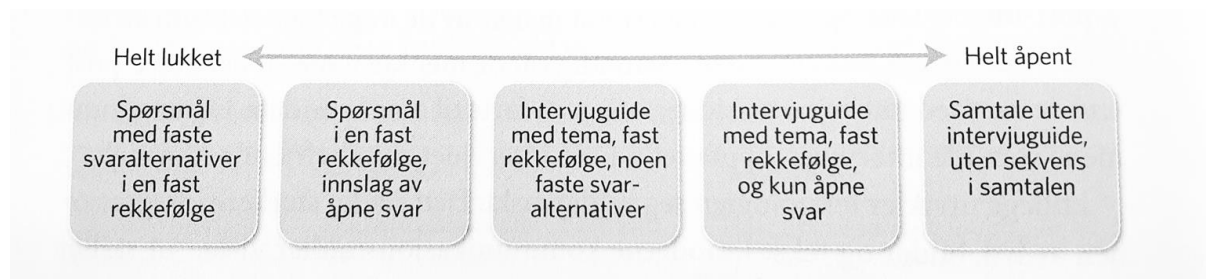 Helt lukket
Helt åpent
Spørsmål
med faste
svaralternativer
i en fast
rekkefølge
Spørsmål
i en fast
rekkefølge,
innslag av
åpne svar
Intervjuguide
med tema, fast
rekkefølge, noen
faste svar-
alternativer
Intervjuguide
med tema, fast
rekkefølge,
og kun åpne
svar
Samtale uten
intervjuguide,
uten sekvens
i samtalen